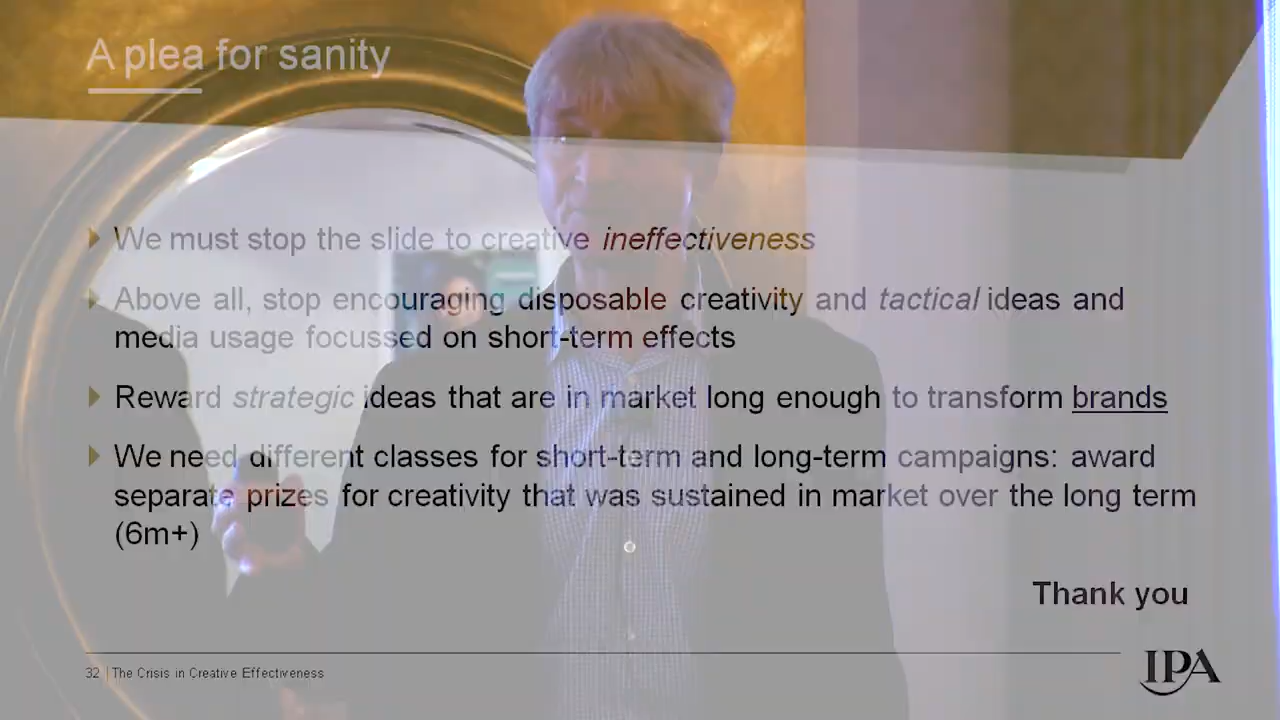 A plea for sanity
We must stop the slide to creative ineffectiveness
Above all, stop encouraging disposable creativity and tactical ideas and
media usage focussed on short-term effects
Reward strategic ideas that are in market long enough to transform brands
We need different classes for short-term and long-term campaigns: award
separate prizes for creativity that was sustained in market over the long term
(6m+)
Thank you
32 | The Crisis in Creative Effectiveness
IPA